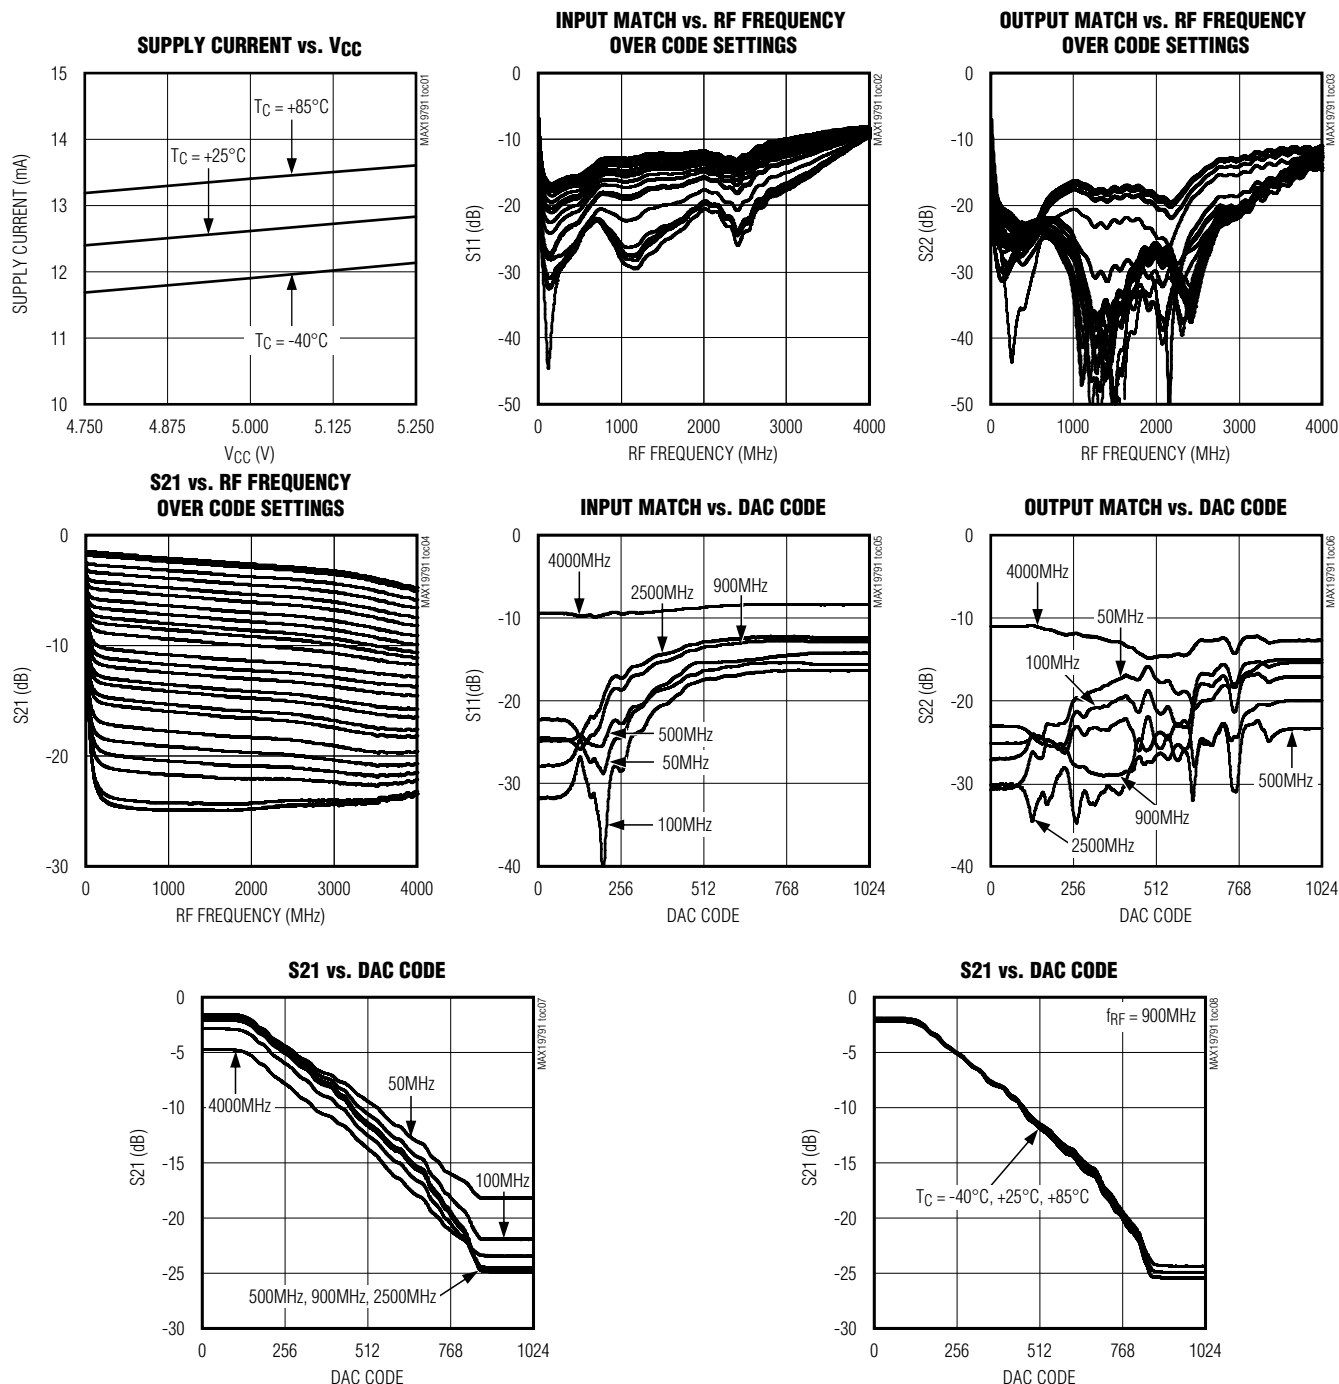 SUPPLY CURRENT vs. VCC
15
14
13
12
11
10
SUPPLY CURRENT (mA)
TC = +85°C
TC = +25°C
TC = -40°C
4.750 4.875 5.000 5.125 5.250
VCC (V)
MAX19791 toc01
INPUT MATCH vs. RF FREQUENCY
OVER CODE SETTINGS
0
-10
-20
-30
-40
-50
S11 (dB)
0 1000 2000 3000 4000
RF FREQUENCY (MHz)
MAX19791 toc02
OUTPUT MATCH vs. RF FREQUENCY
OVER CODE SETTINGS
0
-10
-20
-30
-40
-50
S22 (dB)
0 1000 2000 3000 4000
RF FREQUENCY (MHz)
MAX19791 toc03
S21 vs. RF FREQUENCY
OVER CODE SETTINGS
0
-10
-20
-30
S21 (dB)
0 1000 2000 3000 4000
RF FREQUENCY (MHz)
MAX19791 toc04
INPUT MATCH vs. DAC CODE
0
-10
-20
-30
-40
S11(dB)
4000MHz
2500MHz
900MHz
500MHz
50MHz
100MHz
0 256 512 768 1024
DAC CODE
MAX19791 toc05
OUTPUT MATCH vs. DAC CODE
0
-10
-20
-30
-40
S22 (dB)
4000MHz
50MHz
100MHz
500MHz
900MHz
2500MHz
0 256 512 768 1024
DAC CODE
MAX19791 toc06
S21 vs. DAC CODE
0
-5
-10
-15
-20
-25
-30
S21 (dB)
4000MHz
50MHz
100MHz
500MHz, 900MHz, 2500MHz
0 256 512 768 1024
DAC CODE
MAX19791 toc07
S21 vs. DAC CODE
0
-5
-10
-15
-20
-25
-30
S21 (dB)
fRF = 900MHz
TC = -40°C, +25°C, +85°C
0 256 512 768 1024
DAC CODE
MAX19791 toc08